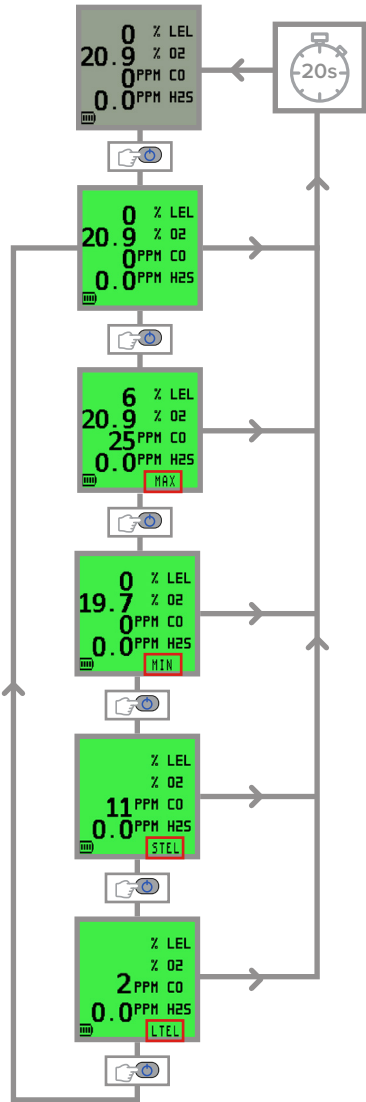 0 % LEL
20.9 % O2
0 PPM CO
0.0 PPM H2S
20s
0 % LEL
20.9 % O2
0 PPM CO
0.0 PPM H2S
6 % LEL
20.9 % O2
25 PPM CO
0.0 PPM H2S
MAX
0 % LEL
19.7 % O2
0 PPM CO
0.0 PPM H2S
MIN
% LEL
% O2
11 PPM CO
0.0 PPM H2S
STEL
% LEL
% O2
2 PPM CO
0.0 PPM H2S
LTEL